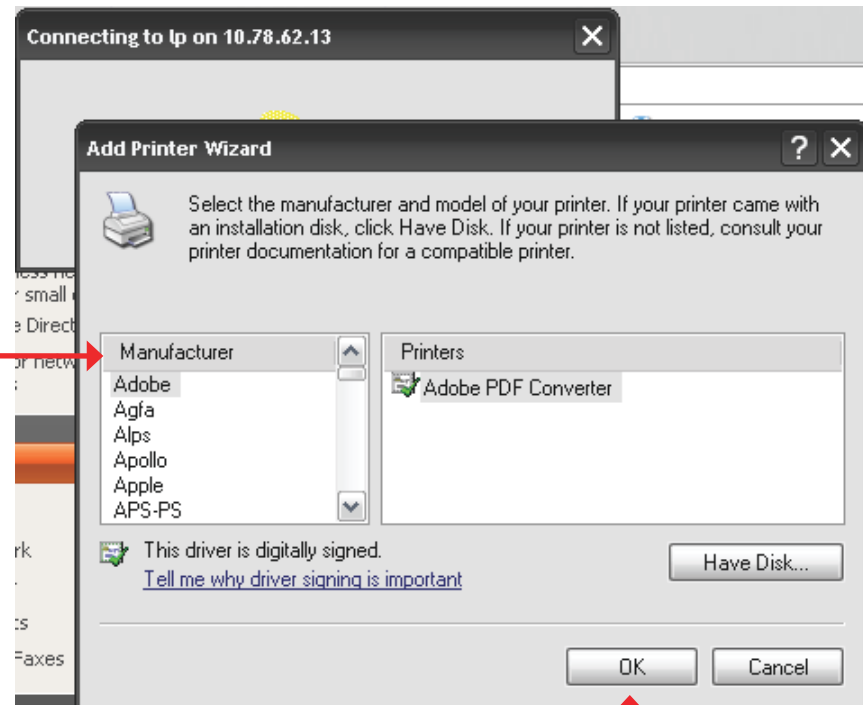 Connecting to lp on 10.78.62.13
Add Printer Wizard
Select the manufacturer and model of your printer. If your printer came with
an installation disk, click Have Disk. If your printer is not listed, consult your
printer documentation for a compatible printer.
small
Direct
Manufacturer
Printers
Adobe
Adobe PDF Converter
Agfa
Alps
Apollo
Apple
APS-PS
This driver is digitally signed.
Tell me why driver signing is important
Have Disk...
Faxes
OK
Cancel